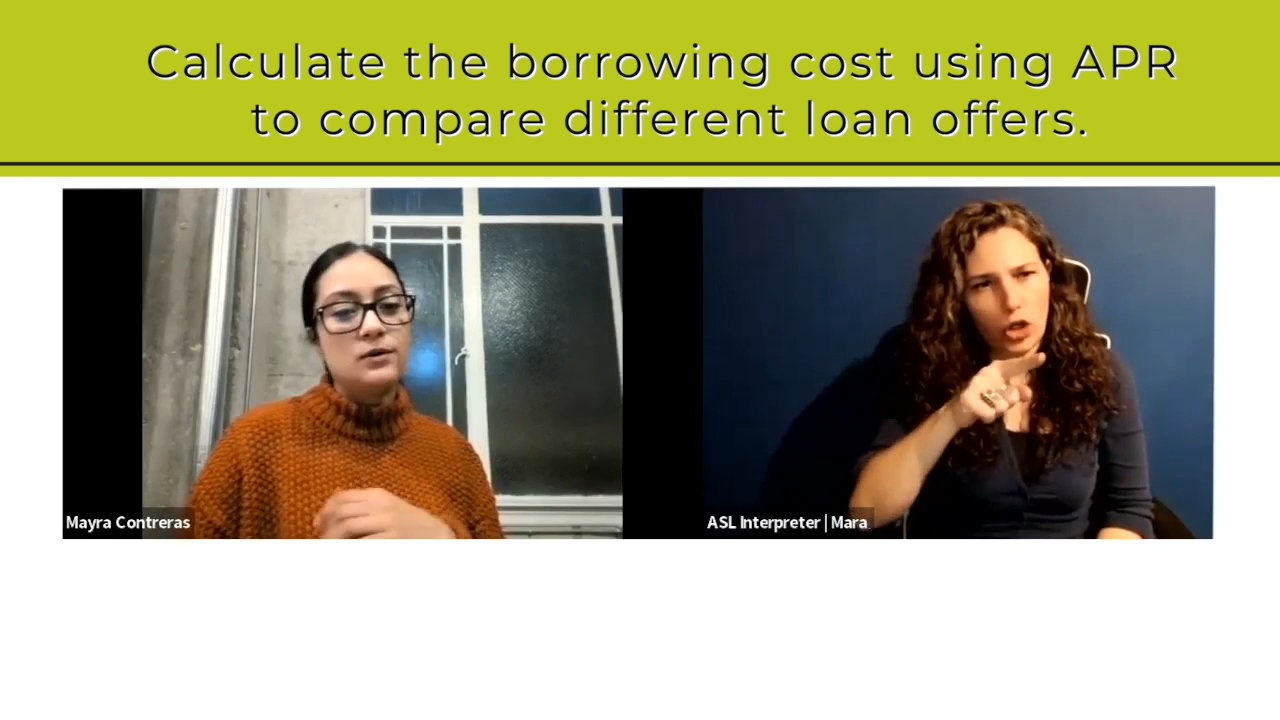 Calculate the borrowing cost using APR
to compare different loan offers.
Mayra Contreras
ASL Interpreter | Mara